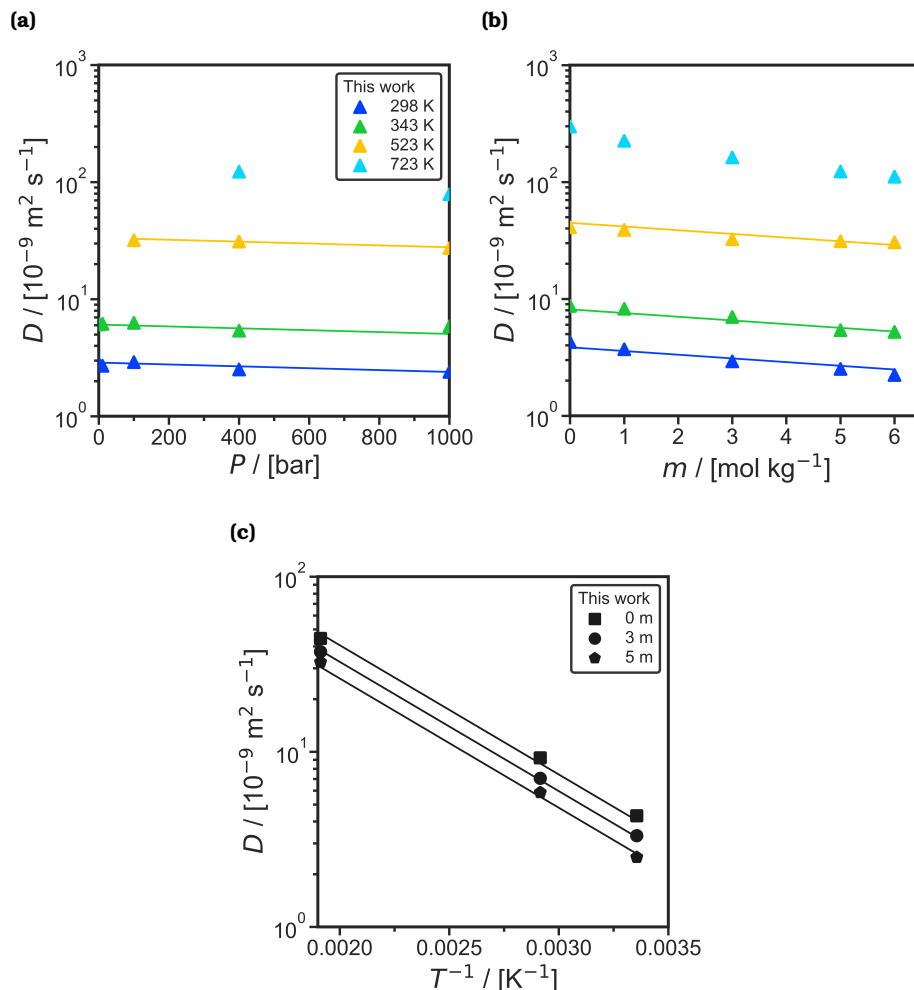 (a)
10³
10²
10¹
10⁰
D / [10⁻⁹ m² s⁻¹]
This work
298 K
343 K
523 K
723 K
0 200 400 600 800 1000
P / [bar]
(b)
10³
10²
10¹
10⁰
D / [10⁻⁹ m² s⁻¹]
0 1 2 3 4 5 6
m / [mol kg⁻¹]
(c)
10²
10¹
10⁰
D / [10⁻⁹ m² s⁻¹]
This work
0 m
3 m
5 m
0.0020 0.0025 0.0030 0.0035
T⁻¹ / [K⁻¹]